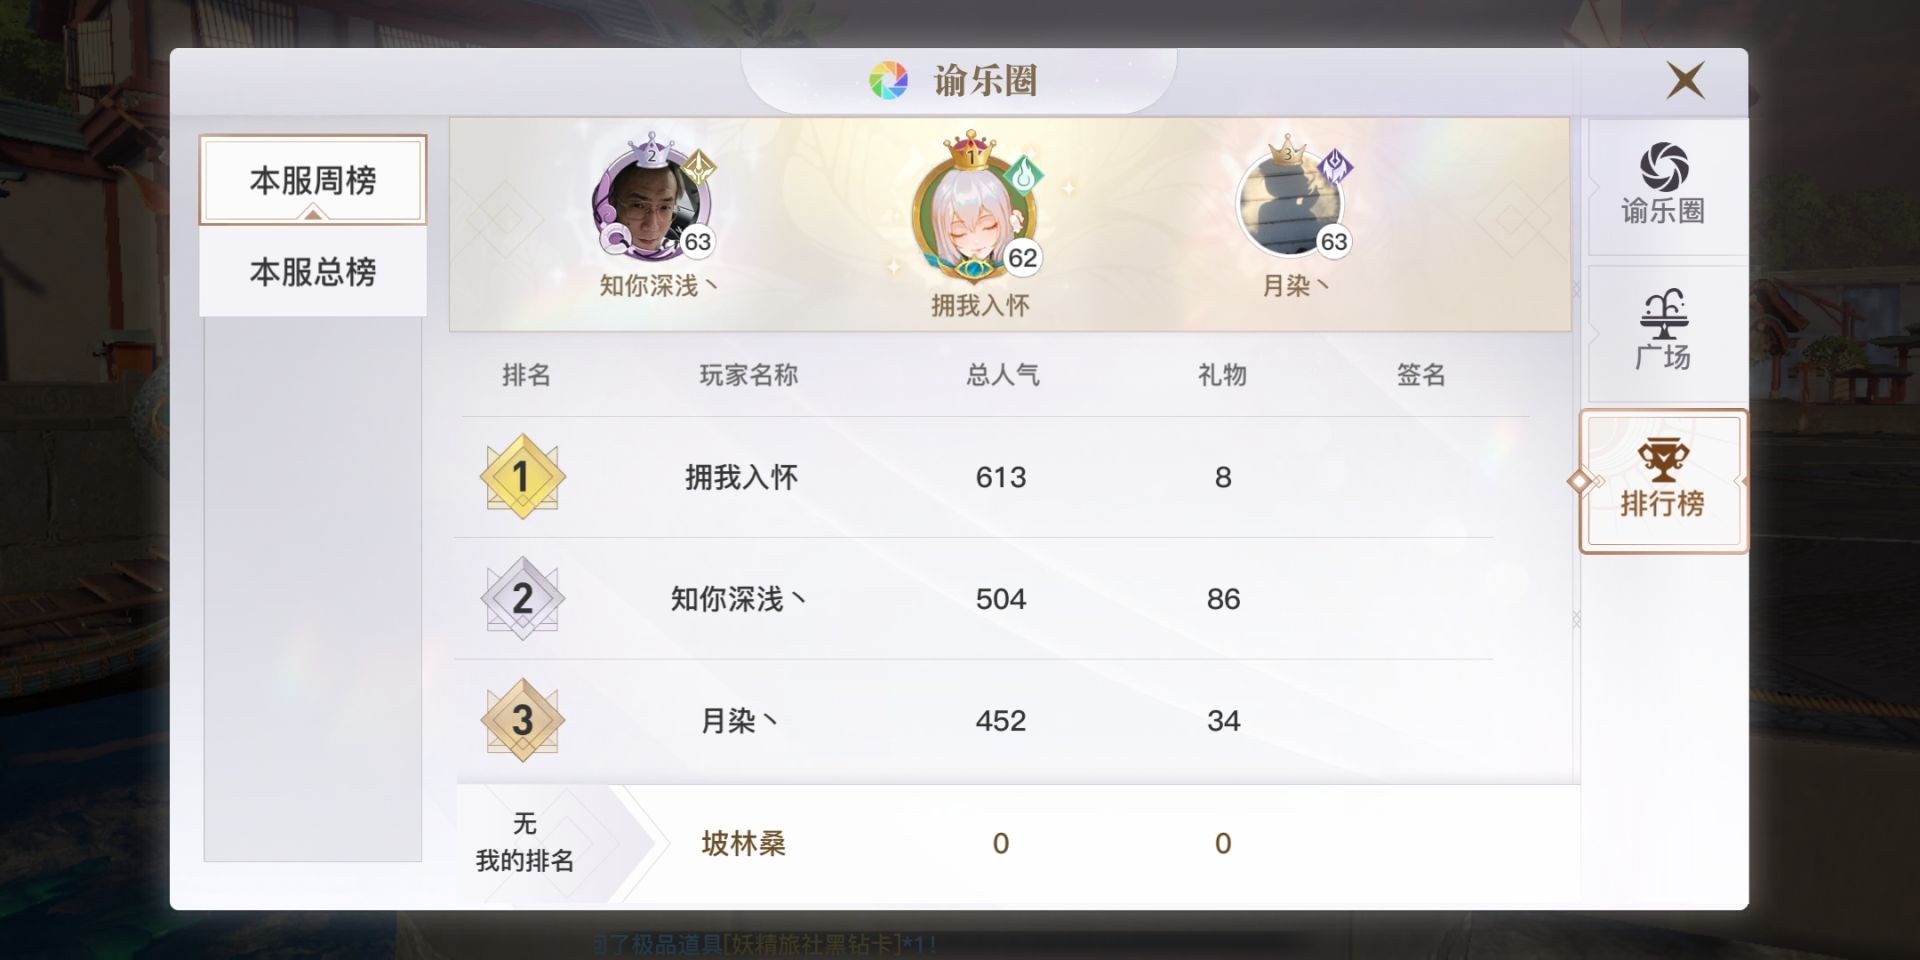 谕乐圈
本服周榜
本服总榜
2
63
知你深浅丶
1
62
拥我入怀
3
63
月染丶
谕乐圈
广场
排行榜
排名 玩家名称 总人气 礼物 签名
1 拥我入怀 613 8
2 知你深浅丶 504 86
3 月染丶 452 34
无
我的排名
坡林桑 0 0
了极品道具[妖精旅社黑钻卡]*1!